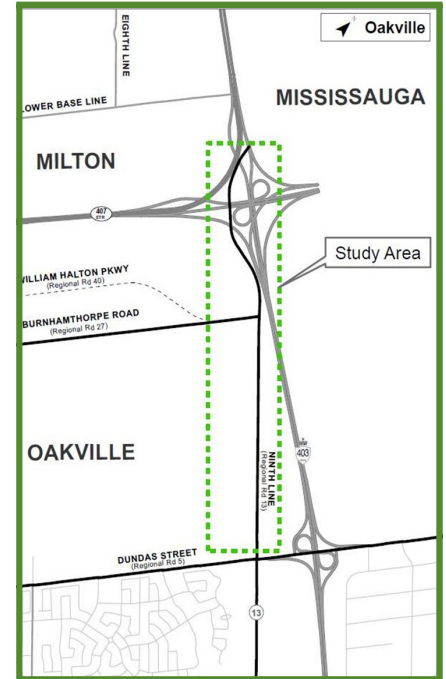 Oakville
EIGHTH LINE
LOWER BASE LINE
MISSISSAUGA
MILTON
407
ETR
Study Area
WILLIAM HALTON PKWY
(Regional Rd 40)
BURNHAMTHORPE ROAD
(Regional Rd 27)
OAKVILLE
NINTH LINE
(Regional Rd 13)
403
DUNDAS STREET
(Regional Rd 5)
13